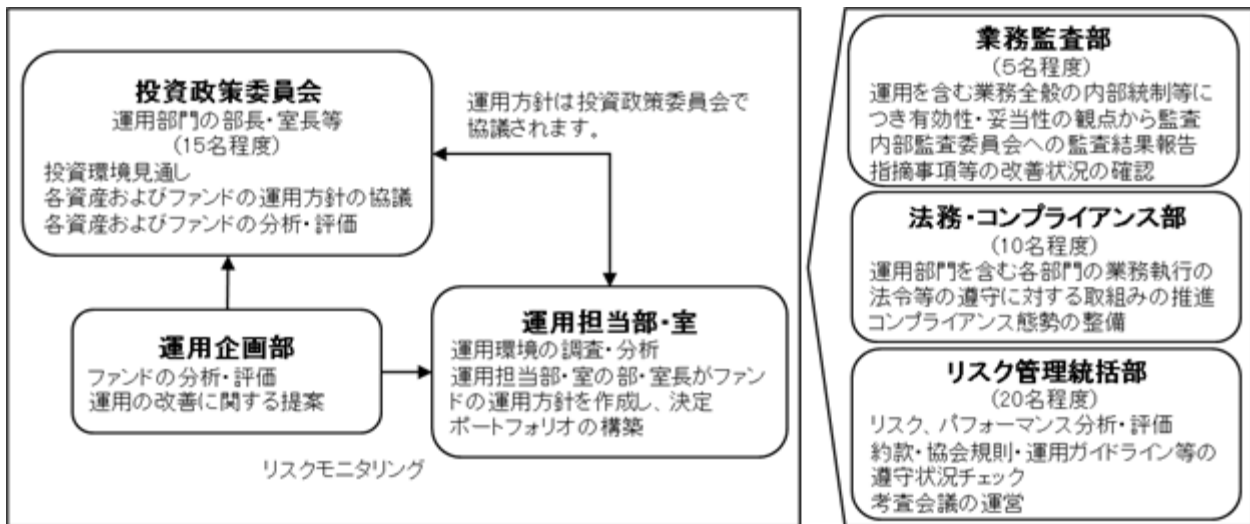 投資政策委員会
運用部門の部長・室長等
(15名程度)
投資環境見通し
各資産およびファンドの運用方針の協議
各資産およびファンドの分析・評価
運用方針は投資政策委員会で
協議されます。
運用企画部
ファンドの分析・評価
運用の改善に関する提案
運用担当部・室
運用環境の調査・分析
運用担当部・室の部・室長がファン
ドの運用方針を作成し、決定
ポートフォリオの構築
リスクモニタリング
業務監査部
(5名程度)
運用を含む業務全般の内部統制等に
つき有効性・妥当性の観点から監査
内部監査委員会への監査結果報告
指摘事項等の改善状況の確認
法務・コンプライアンス部
(10名程度)
運用部門を含む各部門の業務執行の
法令等の遵守に対する取組みの推進
コンプライアンス態勢の整備
リスク管理統括部
(20名程度)
リスク、パフォーマンス分析・評価
約款・協会規則・運用ガイドライン等の
遵守状況チェック
考査会議の運営